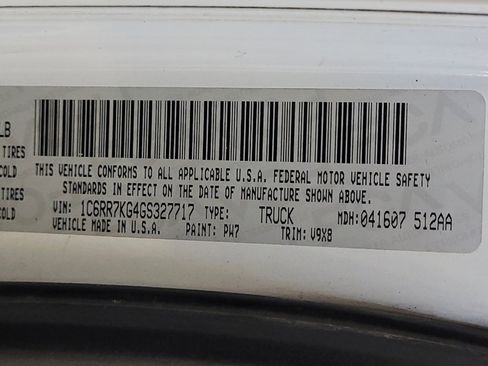 LB
TIRES
COLD
TIRES
COLD
THIS VEHICLE CONFORMS TO ALL APPLICABLE U.S.A. FEDERAL MOTOR VEHICLE SAFETY
STANDARDS IN EFFECT ON THE DATE OF MANUFACTURE SHOWN ABOVE.
VIN: 1C6RR7KG4GS327717 TYPE: TRUCK MDH:041607 512AA
VEHICLE MADE IN U.S.A. PAINT: PW7 TRIM: V9X8